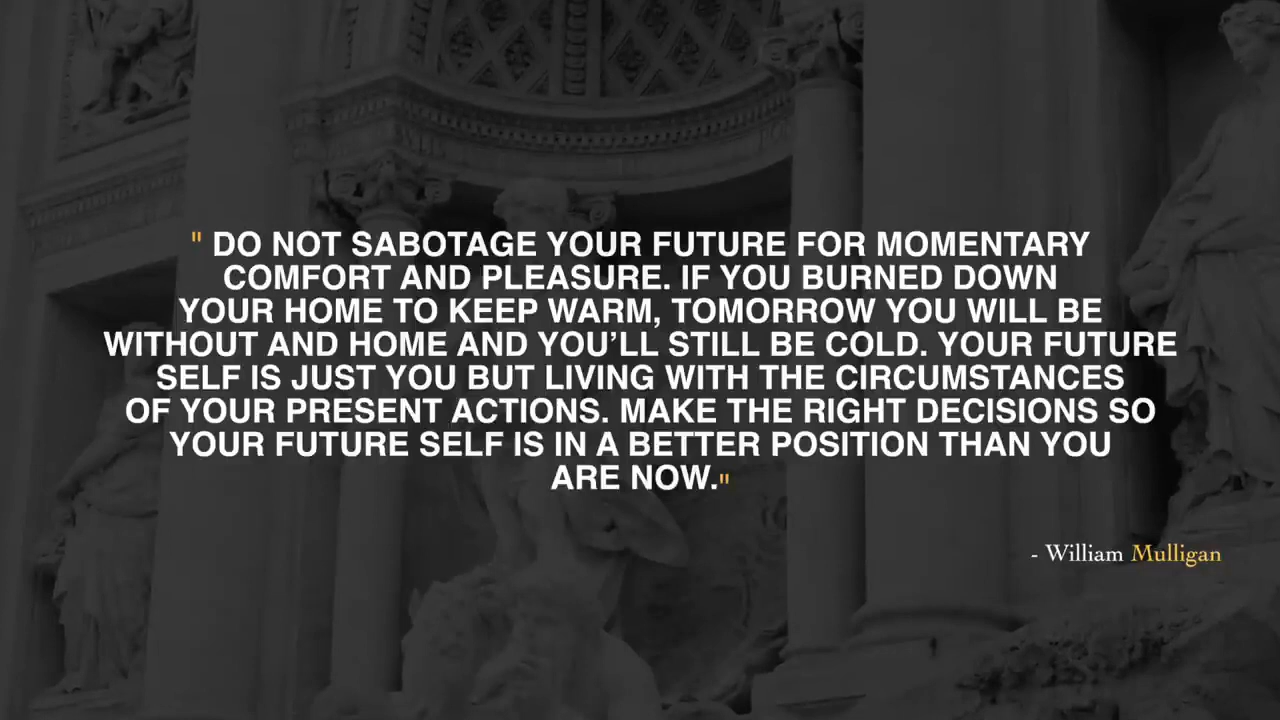 " DO NOT SABOTAGE YOUR FUTURE FOR MOMENTARY
COMFORT AND PLEASURE. IF YOU BURNED DOWN
YOUR HOME TO KEEP WARM, TOMORROW YOU WILL BE
WITHOUT AND HOME AND YOU’LL STILL BE COLD. YOUR FUTURE
SELF IS JUST YOU BUT LIVING WITH THE CIRCUMSTANCES
OF YOUR PRESENT ACTIONS. MAKE THE RIGHT DECISIONS SO
YOUR FUTURE SELF IS IN A BETTER POSITION THAN YOU
ARE NOW."
- William Mulligan